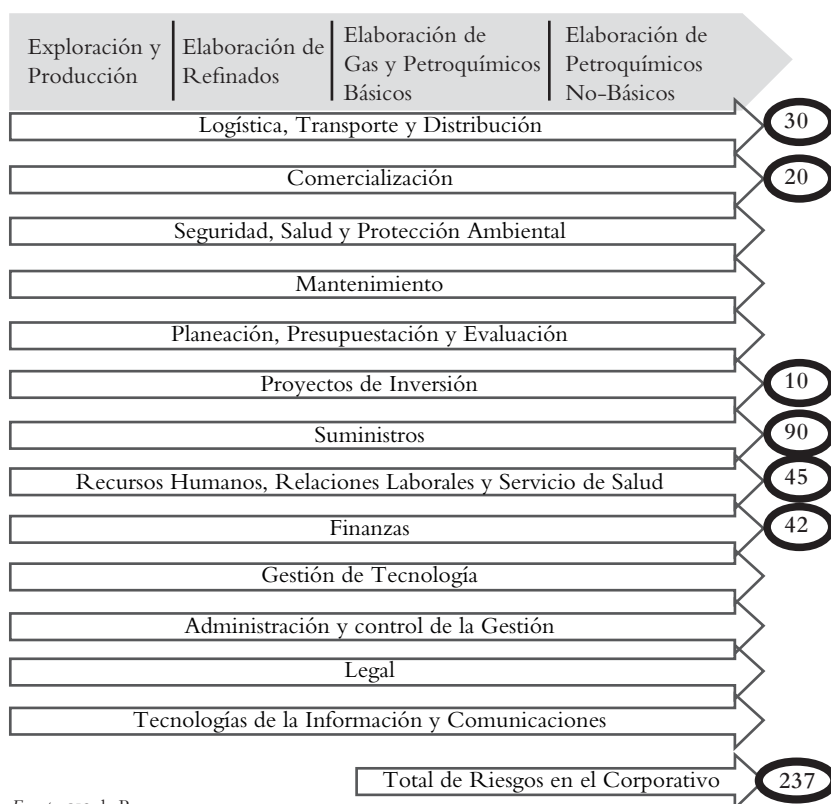 Exploración y
Producción
Elaboración de
Refinados
Elaboración de
Gas y Petroquímicos
Básicos
Elaboración de
Petroquímicos
No-Básicos
Logística, Transporte y Distribución
30
Comercialización
20
Seguridad, Salud y Protección Ambiental
Mantenimiento
Planeación, Presupuestación y Evaluación
Proyectos de Inversión
10
Suministros
90
Recursos Humanos, Relaciones Laborales y Servicio de Salud
45
Finanzas
42
Gestión de Tecnología
Administración y control de la Gestión
Legal
Tecnologías de la Información y Comunicaciones
Total de Riesgos en el Corporativo
237